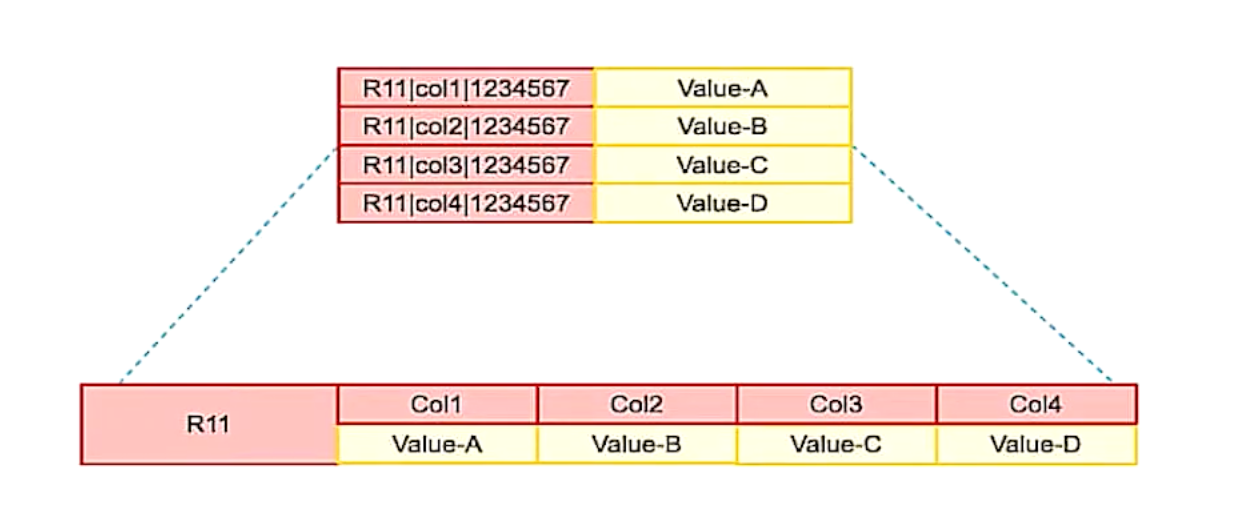 R11|col1|1234567 Value-A
R11|col2|1234567 Value-B
R11|col3|1234567 Value-C
R11|col4|1234567 Value-D
R11
Col1 Col2 Col3 Col4
Value-A Value-B Value-C Value-D